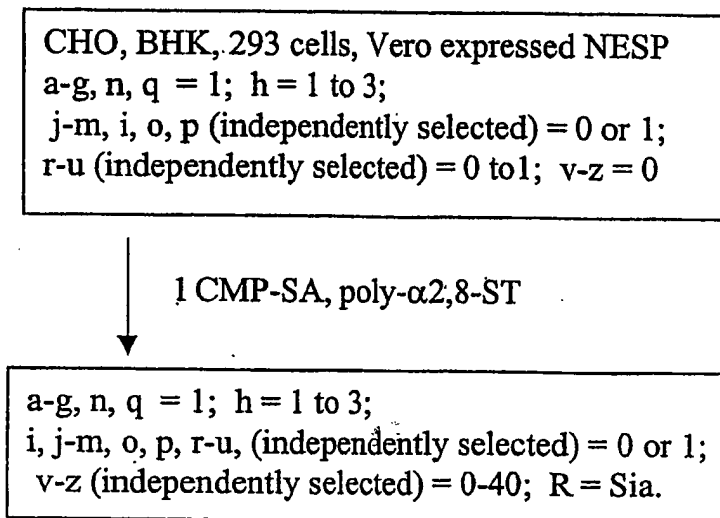 CHO, BHK, 293 cells, Vero expressed NESP
a-g, n, q = 1; h = 1 to 3;
j-m, i, o, p (independently selected) = 0 or 1;
r-u (independently selected) = 0 to1; v-z = 0
1 CMP-SA, poly-α2,8-ST
a-g, n, q = 1; h = 1 to 3;
i, j-m, o, p, r-u, (independently selected) = 0 or 1;
v-z (independently selected) = 0-40; R = Sia.